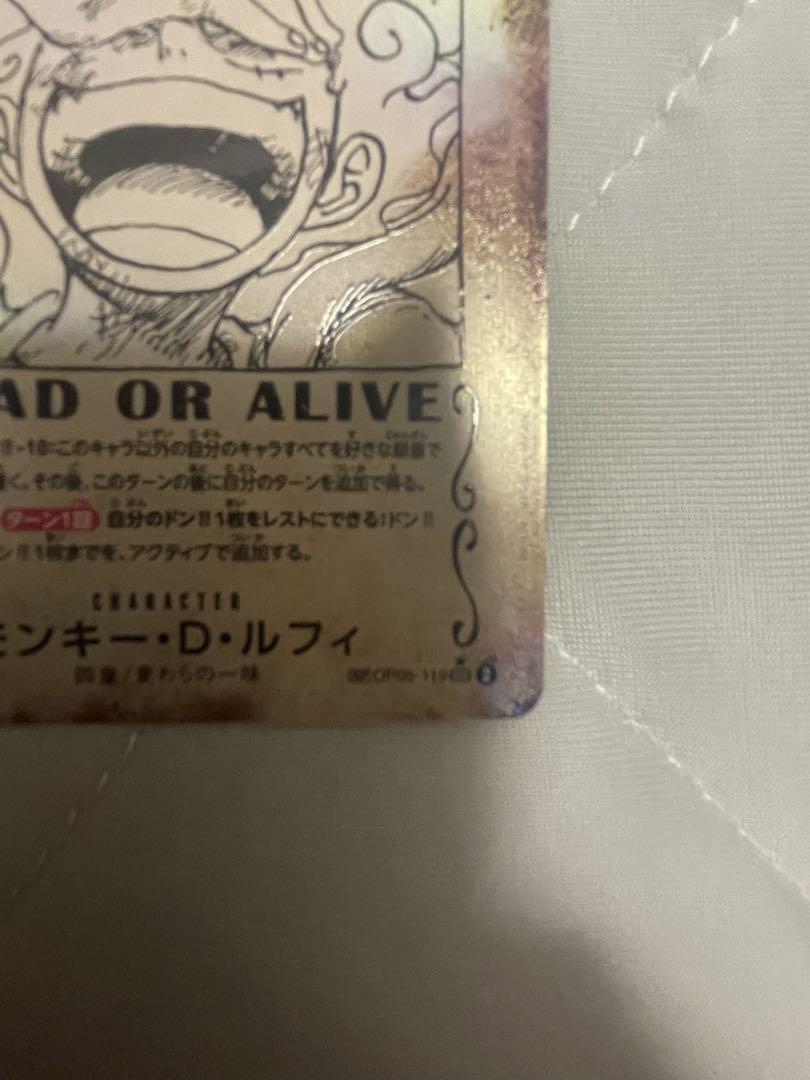 AD OR ALIVE
‼-10:このキャラ以外の自分のキャラすべてを好きな順番で
置く。その後、このターンの後に自分のターンを追加で得る。
ターン1回 自分のドン‼1枚をレストにできる:ドン‼
ン‼1枚までを、アクティブで追加する。
CHARACTER
モンキー・D・ルフィ
四皇/麦わらの一味
OP05-119